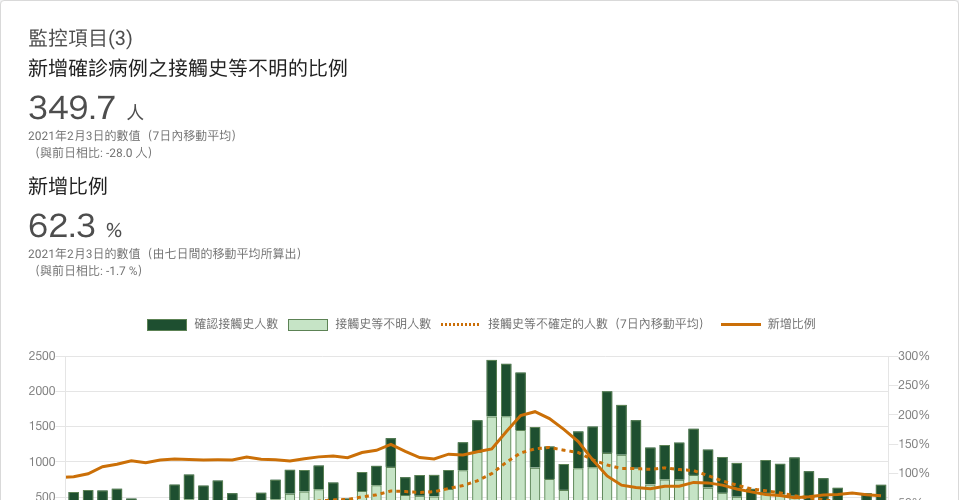 監控項目(3)
新增確診病例之接觸史等不明的比例
349.7 人
2021年2月3日的數值（7日內移動平均）
（與前日相比: -28.0 人）
新增比例
62.3 %
2021年2月3日的數值（由七日間的移動平均所算出）
（與前日相比: -1.7 %）
確認接觸史人數 接觸史等不明人數 接觸史等不確定的人數（7日內移動平均） 新增比例
2500 300%
250%
2000
200%
1500
150%
1000
100%
500
50%